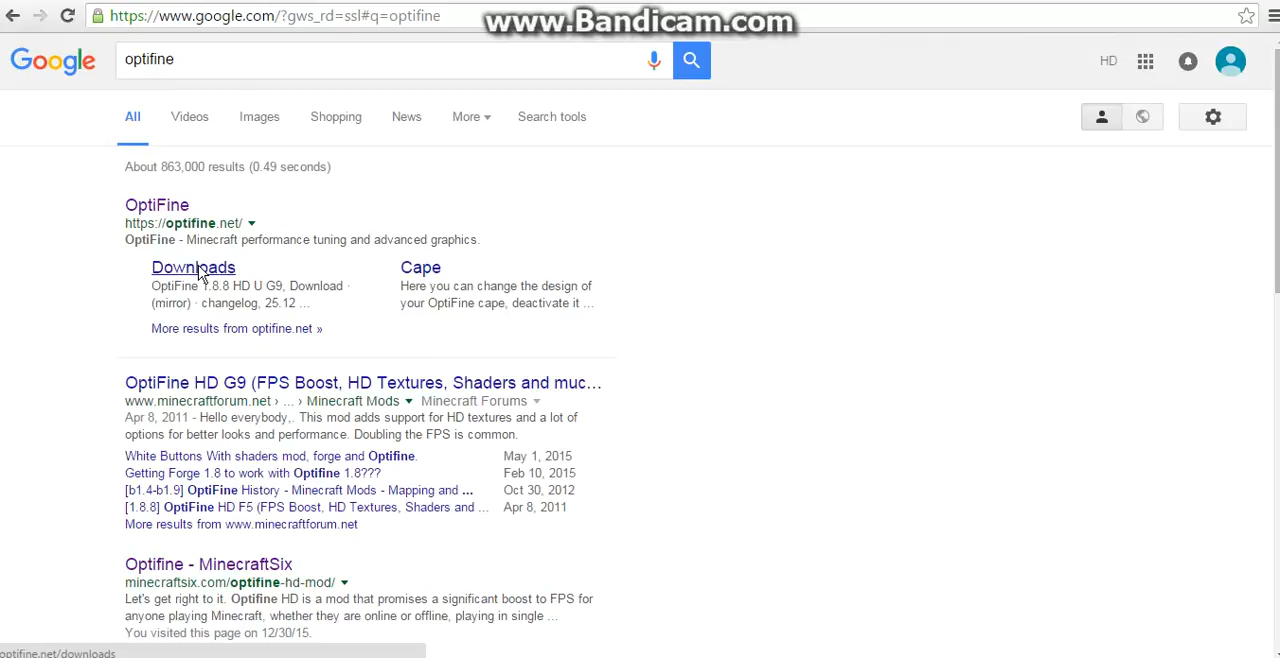 https://www.google.com/?gws_rd=ssl#q=optifine
www.Bandicam.com
Google
optifine
HD
All
Videos
Images
Shopping
News
More
Search tools
About 863,000 results (0.49 seconds)
OptiFine
https://optifine.net/
OptiFine - Minecraft performance tuning and advanced graphics.
Downloads
OptiFine 1.8.8 HD U G9, Download ·
(mirror) · changelog, 25.12 ...
Cape
Here you can change the design of
your OptiFine cape, deactivate it ...
More results from optifine.net »
OptiFine HD G9 (FPS Boost, HD Textures, Shaders and muc...
www.minecraftforum.net › ... › Minecraft Mods Minecraft Forums
Apr 8, 2011 - Hello everybody,. This mod adds support for HD textures and a lot of
options for better looks and performance. Doubling the FPS is common.
White Buttons With shaders mod, forge and Optifine. May 1, 2015
Getting Forge 1.8 to work with Optifine 1.8??? Feb 10, 2015
[b1.4-b1.9] OptiFine History - Minecraft Mods - Mapping and ... Oct 30, 2012
[1.8.8] OptiFine HD F5 (FPS Boost, HD Textures, Shaders and ... Apr 8, 2011
More results from www.minecraftforum.net
Optifine - MinecraftSix
minecraftsix.com/optifine-hd-mod/
Let's get right to it. Optifine HD is a mod that promises a significant boost to FPS for
anyone playing Minecraft, whether they are online or offline, playing in single ...
You visited this page on 12/30/15.
optifine.net/downloads